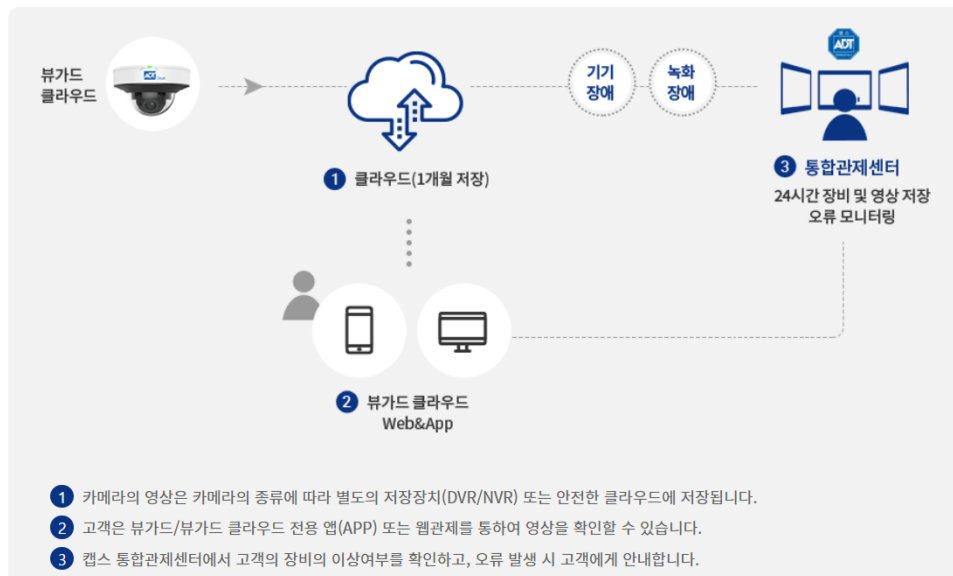 뷰가드
클라우드
ADT
기기
장애
녹화
장애
ADT
1 클라우드(1개월 저장)
3 통합관제센터
24시간 장비 및 영상 저장
오류 모니터링
2 뷰가드 클라우드
Web&App
1 카메라의 영상은 카메라의 종류에 따라 별도의 저장장치(DVR/NVR) 또는 안전한 클라우드에 저장됩니다.
2 고객은 뷰가드/뷰가드 클라우드 전용 앱(APP) 또는 웹관제를 통하여 영상을 확인할 수 있습니다.
3 캡스 통합관제센터에서 고객의 장비의 이상여부를 확인하고, 오류 발생 시 고객에게 안내합니다.